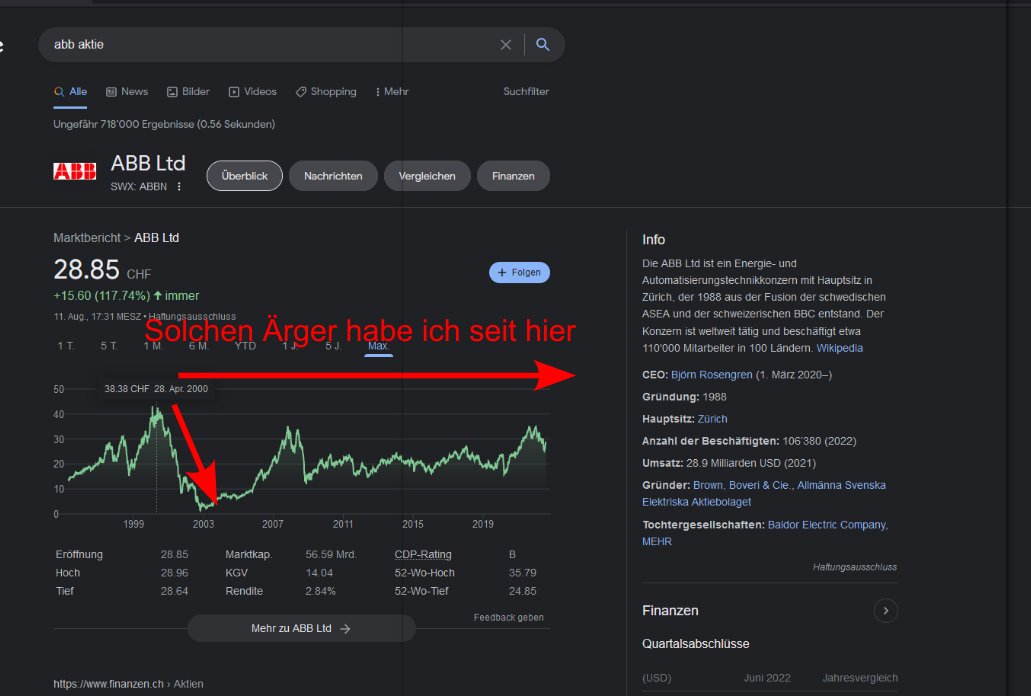 abb aktie
Alle News Bilder Videos Shopping Mehr Suchfilter
Ungefähr 718’000 Ergebnisse (0.56 Sekunden)
ABB
ABB Ltd
SWX: ABBN
Überblick Nachrichten Vergleichen Finanzen
Marktbericht > ABB Ltd
28.85 CHF
+ Folgen
+15.60 (117.74%) immer
11. Aug., 17:31 MESZ • Haftungsausschluss
Solchen Ärger habe ich seit hier
1 T. 5 T. 1 M. 6 M. YTD 1 J. 5 J. Max.
38.38 CHF 28. Apr. 2000
50
40
30
20
10
0
1999 2003 2007 2011 2015 2019
Eröffnung 28.85 Marktkap. 56.59 Mrd. CDP-Rating B
Hoch 28.96 KGV 14.04 52-Wo-Hoch 35.79
Tief 28.64 Rendite 2.84% 52-Wo-Tief 24.85
Feedback geben
Mehr zu ABB Ltd →
https://www.finanzen.ch › Aktien
Info
Die ABB Ltd ist ein Energie- und
Automatisierungstechnikkonzern mit Hauptsitz in
Zürich, der 1988 aus der Fusion der schwedischen
ASEA und der schweizerischen BBC entstand. Der
Konzern ist weltweit tätig und beschäftigt etwa
110’000 Mitarbeiter in 100 Ländern. Wikipedia
CEO: Björn Rosengren (1. März 2020–)
Gründung: 1988
Hauptsitz: Zürich
Anzahl der Beschäftigten: 106’380 (2022)
Umsatz: 28.9 Milliarden USD (2021)
Gründer: Brown, Boveri & Cie., Allmänna Svenska
Elektriska Aktiebolaget
Tochtergesellschaften: Baldor Electric Company,
MEHR
Haftungsausschluss
Finanzen
Quartalsabschlüsse
(USD) Juni 2022 Jahresvergleich